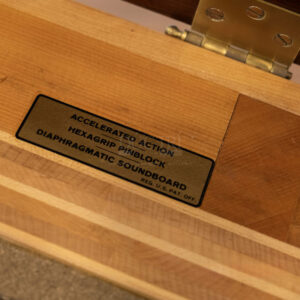 ACCELERATED ACTION
HEXAGRIP PINBLOCK
DIAPHRAGMATIC SOUNDBOARD
REG. U.S. PAT. OFF.